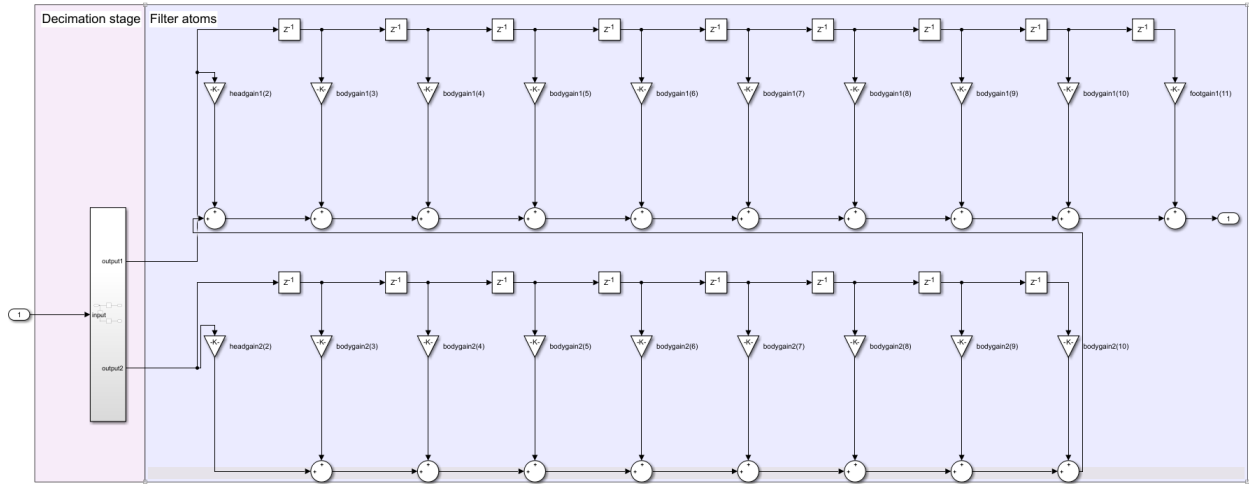 Decimation stage
Filter atoms
z-1 z-1 z-1 z-1 z-1 z-1 z-1 z-1 z-1
-K- headgain1(2) -K- bodygain1(3) -K- bodygain1(4) -K- bodygain1(5) -K- bodygain1(6) -K- bodygain1(7) -K- bodygain1(8) -K- bodygain1(9) -K- bodygain1(10) -K- footgain1(11)
+ + + + + + + + + +
+ + + + + + + + + +
1
output1
z-1 z-1 z-1 z-1 z-1 z-1 z-1 z-1
1
input
-K- headgain2(2) -K- bodygain2(3) -K- bodygain2(4) -K- bodygain2(5) -K- bodygain2(6) -K- bodygain2(7) -K- bodygain2(8) -K- bodygain2(9) -K- bodygain2(10)
output2
+ + + + + + + +
+ + + + + + + +